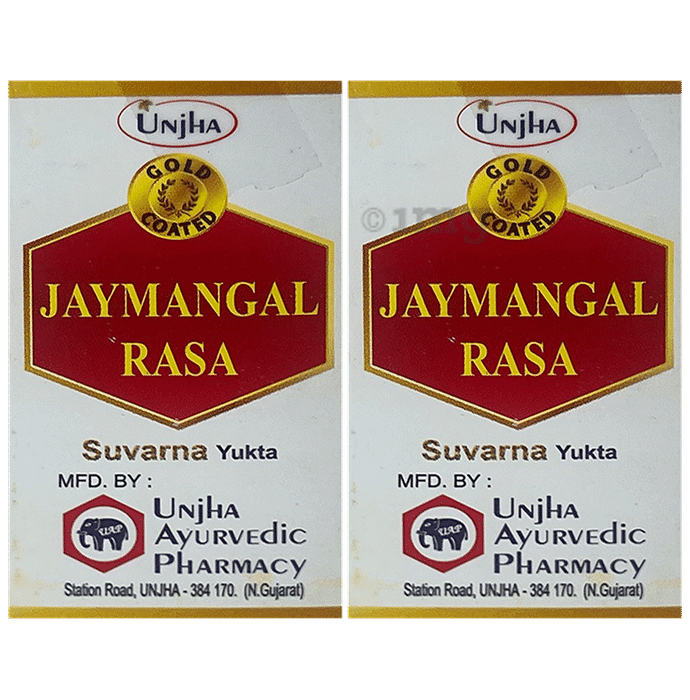 UNJHA
GOLD
COATED
JAYMANGAL
RASA
Suvarna Yukta
MFD. BY :
UAP
UNJHA
AYURVEDIC
PHARMACY
Station Road, UNJHA - 384 170. (N.Gujarat)
UNJHA
GOLD
COATED
© 1mg
JAYMANGAL
RASA
Suvarna Yukta
MFD. BY :
UAP
UNJHA
AYURVEDIC
PHARMACY
Station Road, UNJHA - 384 170. (N.Gujarat)